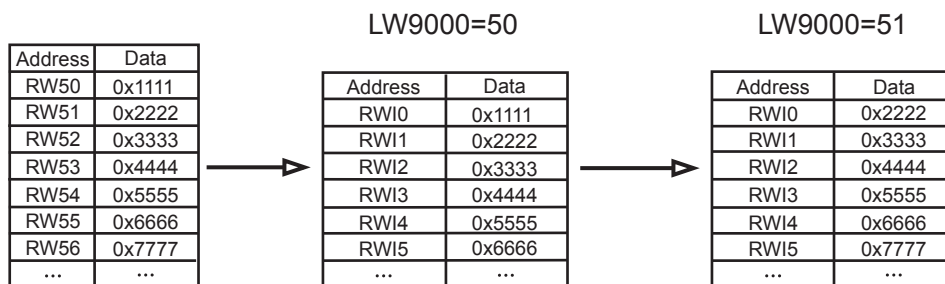 LW9000=50
LW9000=51
Address Data
RW50 0x1111
RW51 0x2222
RW52 0x3333
RW53 0x4444
RW54 0x5555
RW55 0x6666
RW56 0x7777
... ...
Address Data
RWI0 0x1111
RWI1 0x2222
RWI2 0x3333
RWI3 0x4444
RWI4 0x5555
RWI5 0x6666
... ...
Address Data
RWI0 0x2222
RWI1 0x3333
RWI2 0x4444
RWI3 0x5555
RWI4 0x6666
RWI5 0x7777
... ...